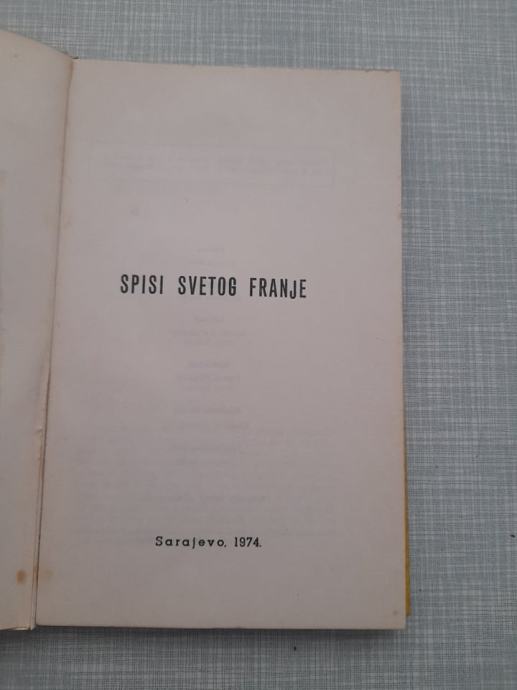 SPISI SVETOG FRANJE
Sarajevo, 1974.